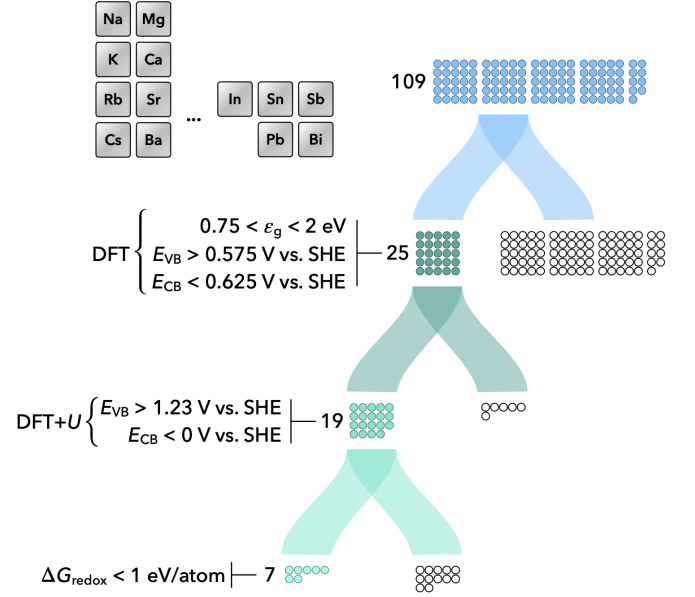 Na Mg
K Ca
Rb Sr ... In Sn Sb
Cs Ba Pb Bi
109
DFT
0.75 < εg < 2 eV
EVB > 0.575 V vs. SHE
ECB < 0.625 V vs. SHE
25
DFT+U
EVB > 1.23 V vs. SHE
ECB < 0 V vs. SHE
19
ΔGredox < 1 eV/atom
7